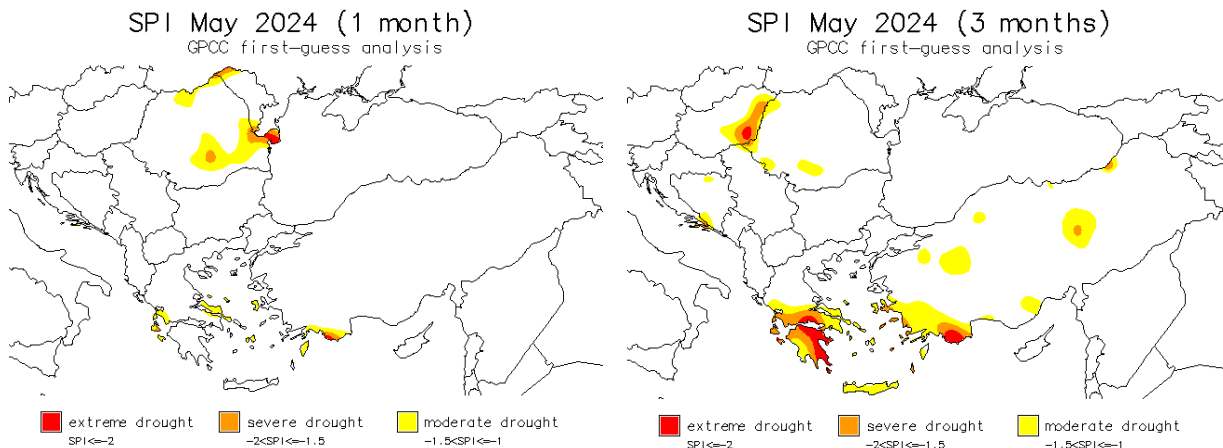 SPI May 2024 (1 month)
GPCC first-guess analysis
extreme drought
SPI<=-2
severe drought
-2<SPI<=-1.5
moderate drought
-1.5<SPI<=-1
SPI May 2024 (3 months)
GPCC first-guess analysis
extreme drought
SPI<=-2
severe drought
-2<SPI<=-1.5
moderate drought
-1.5<SPI<=-1